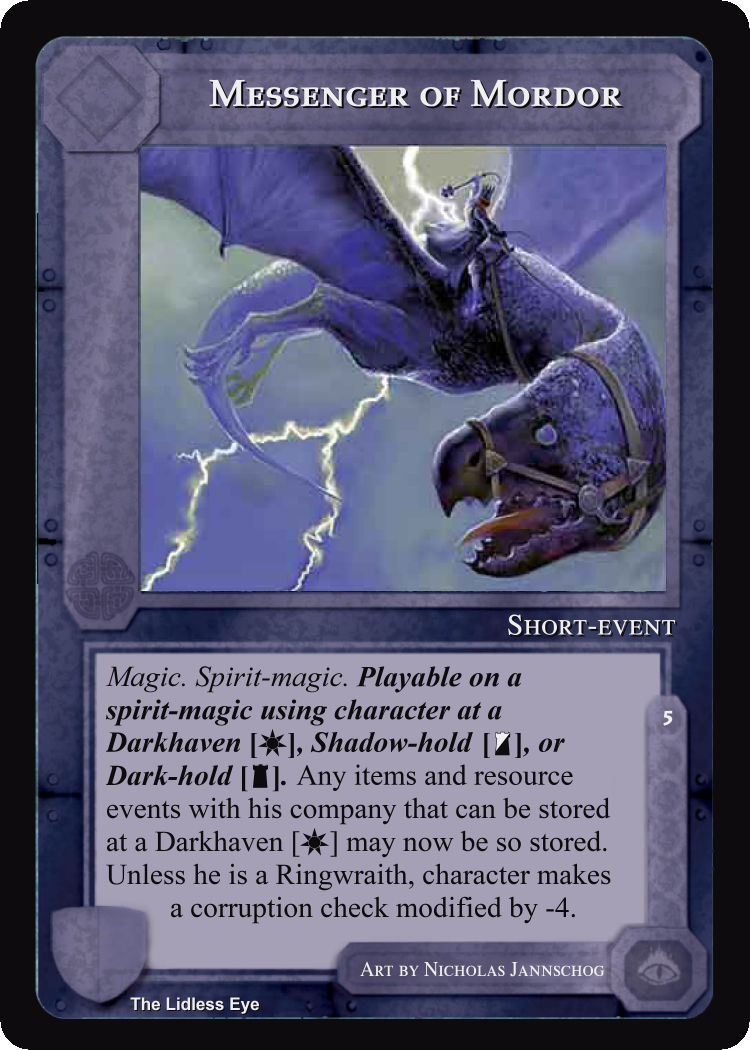 Messenger of Mordor
Short-event
Magic. Spirit-magic. Playable on a
spirit-magic using character at a
Darkhaven [], Shadow-hold [], or
Dark-hold []. Any items and resource
events with his company that can be stored
at a Darkhaven [] may now be so stored.
Unless he is a Ringwraith, character makes
a corruption check modified by -4.
5
Art by Nicholas Jannschog
The Lidless Eye